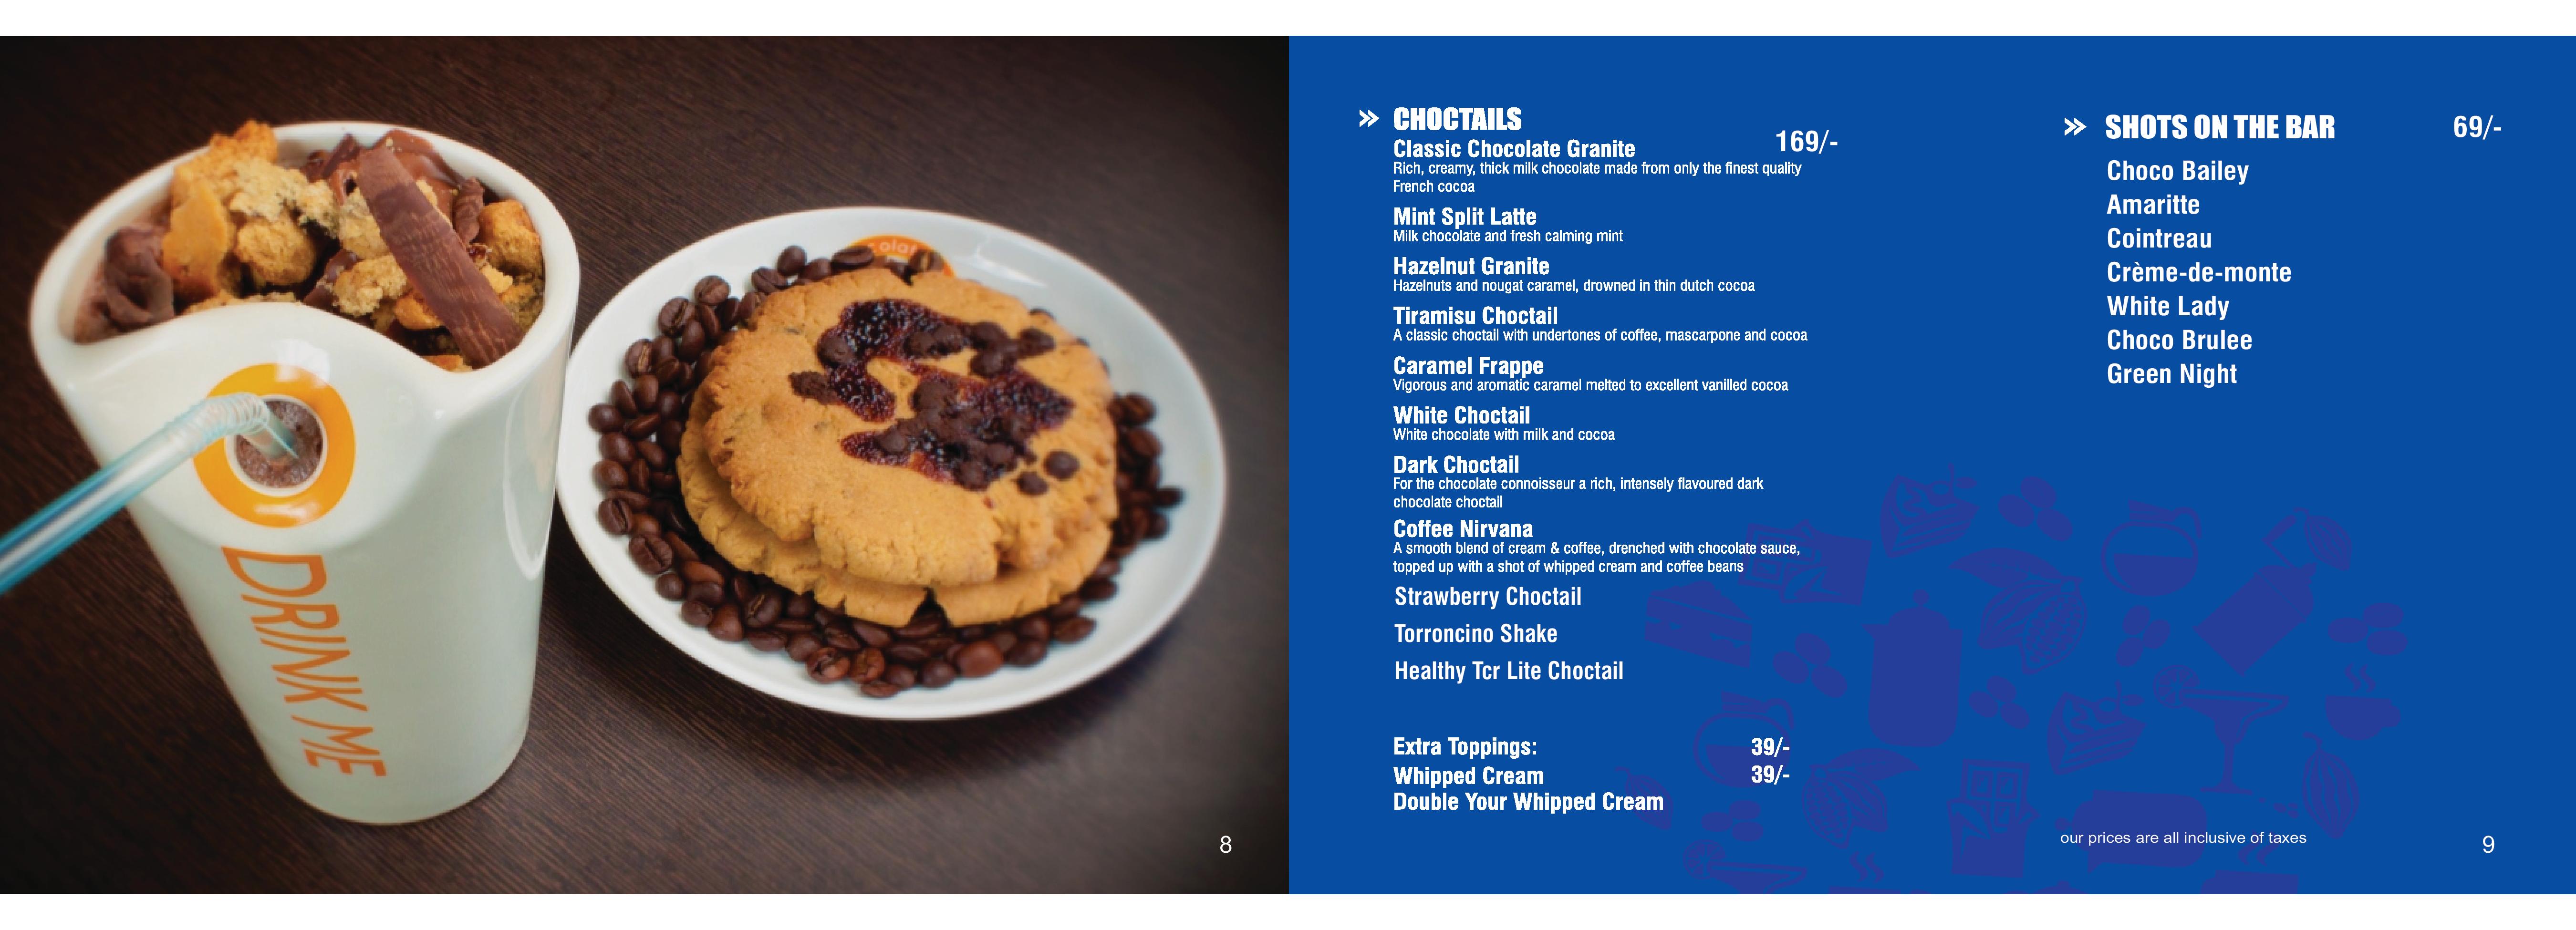 DRINK ME
8
» CHOCTAILS
169/-
Classic Chocolate Granite
Rich, creamy, thick milk chocolate made from only the finest quality
French cocoa
Mint Split Latte
Milk chocolate and fresh calming mint
Hazelnut Granite
Hazelnuts and nougat caramel, drowned in thin dutch cocoa
Tiramisu Choctail
A classic choctail with undertones of coffee, mascarpone and cocoa
Caramel Frappe
Vigorous and aromatic caramel melted to excellent vanilled cocoa
White Choctail
White chocolate with milk and cocoa
Dark Choctail
For the chocolate connoisseur a rich, intensely flavoured dark
chocolate choctail
Coffee Nirvana
A smooth blend of cream & coffee, drenched with chocolate sauce,
topped up with a shot of whipped cream and coffee beans
Strawberry Choctail
Torroncino Shake
Healthy Tcr Lite Choctail
Extra Toppings: 39/-
Whipped Cream 39/-
Double Your Whipped Cream
» SHOTS ON THE BAR 69/-
Choco Bailey
Amaritte
Cointreau
Crème-de-monte
White Lady
Choco Brulee
Green Night
our prices are all inclusive of taxes
9